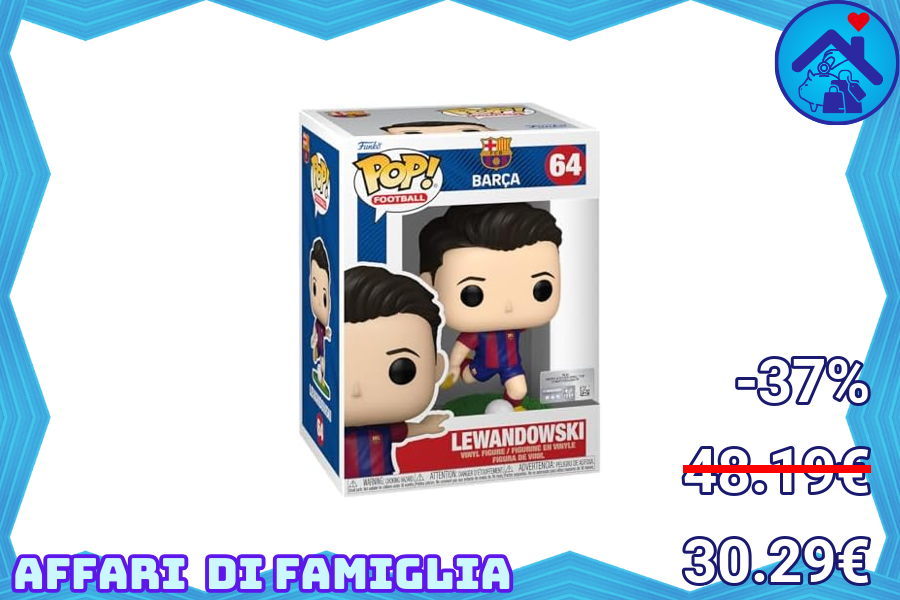 Funko
POP!
FOOTBALL
BARÇA
64
LEWANDOWSKI
VINYL FIGURE / FIGURINE EN VINYLE
FIGURA DE VINIL
64
-37%
48.19€
30.29€
AFFARI DI FAMIGLIA